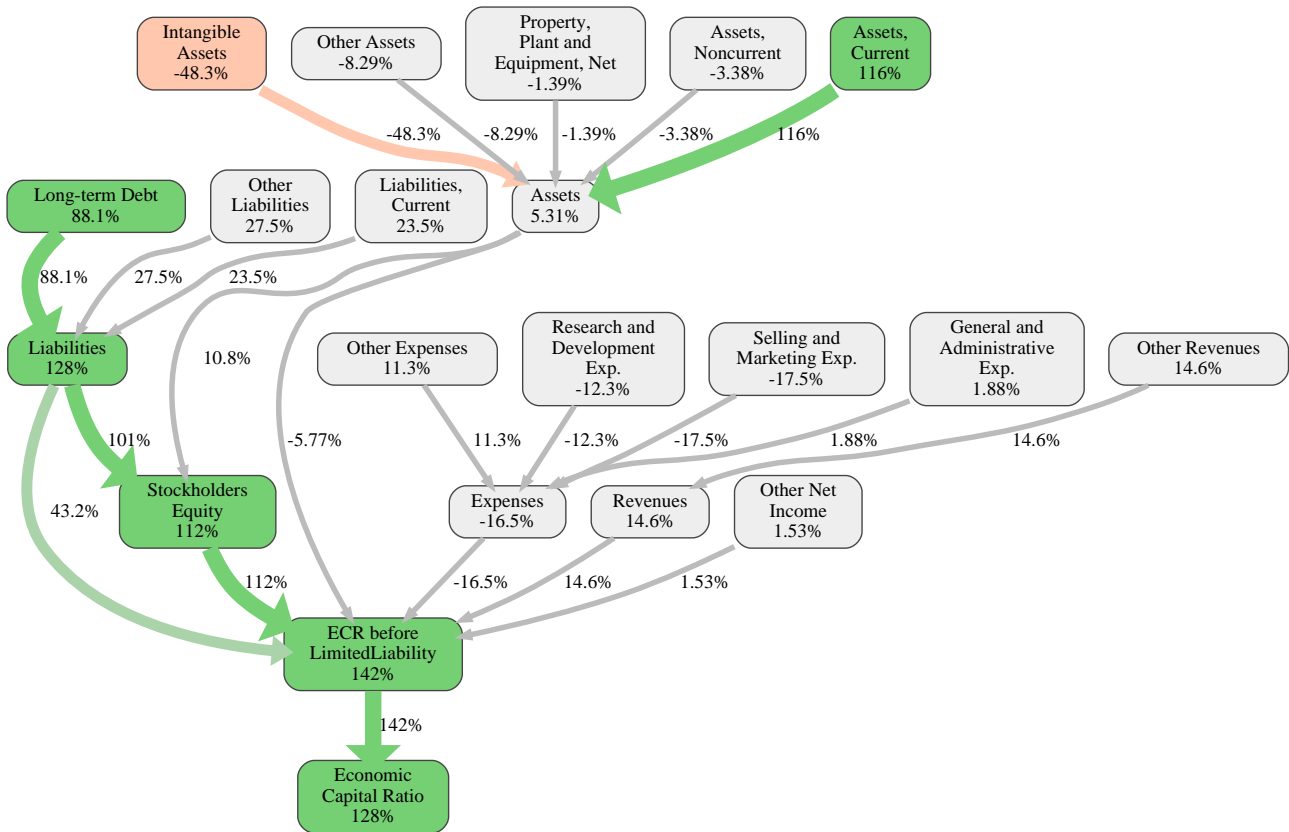 Intangible
Assets
-48.3%
Other Assets
-8.29%
Property,
Plant and
Equipment, Net
-1.39%
Assets,
Noncurrent
-3.38%
Assets,
Current
116%
-48.3%
-8.29%
-1.39%
-3.38%
116%
Long-term Debt
88.1%
Other
Liabilities
27.5%
Liabilities,
Current
23.5%
Assets
5.31%
88.1%
27.5%
23.5%
Liabilities
128%
10.8%
Other Expenses
11.3%
Research and
Development
Exp.
-12.3%
Selling and
Marketing Exp.
-17.5%
General and
Administrative
Exp.
1.88%
Other Revenues
14.6%
101%
-5.77%
11.3%
-12.3%
-17.5%
1.88%
14.6%
43.2%
Stockholders
Equity
112%
Expenses
-16.5%
Revenues
14.6%
Other Net
Income
1.53%
112%
-16.5%
14.6%
1.53%
ECR before
LimitedLiability
142%
142%
Economic
Capital Ratio
128%